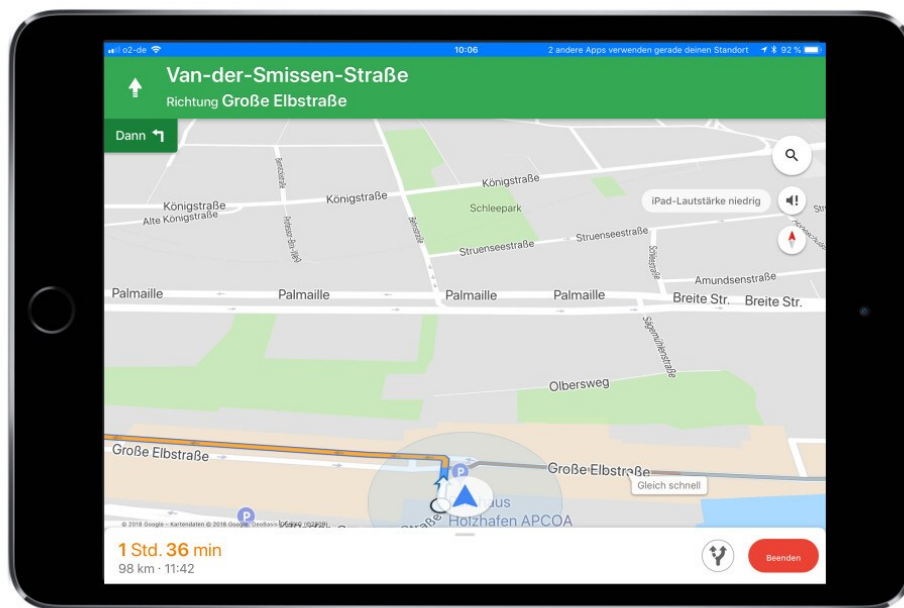 o2-de
10:06
2 andere Apps verwenden gerade deinen Standort
92 %
Van-der-Smissen-Straße
Richtung Große Elbstraße
Dann
Königstraße
Königstraße
Königstraße
Alte Königstraße
Behnstraße
Schleepark
iPad-Lautstärke niedrig
Struenseestraße
Struenseestraße
Schleestraße
Amundsenstraße
Palmaille
Palmaille
Palmaille
Palmaille
Breite Str.
Breite Str.
Sägemühlenstraße
Olbersweg
Große Elbstraße
Große Elbstraße
Gleich schnell
P
P
Holzhafen APCOA
1 Std. 36 min
98 km · 11:42
Beenden